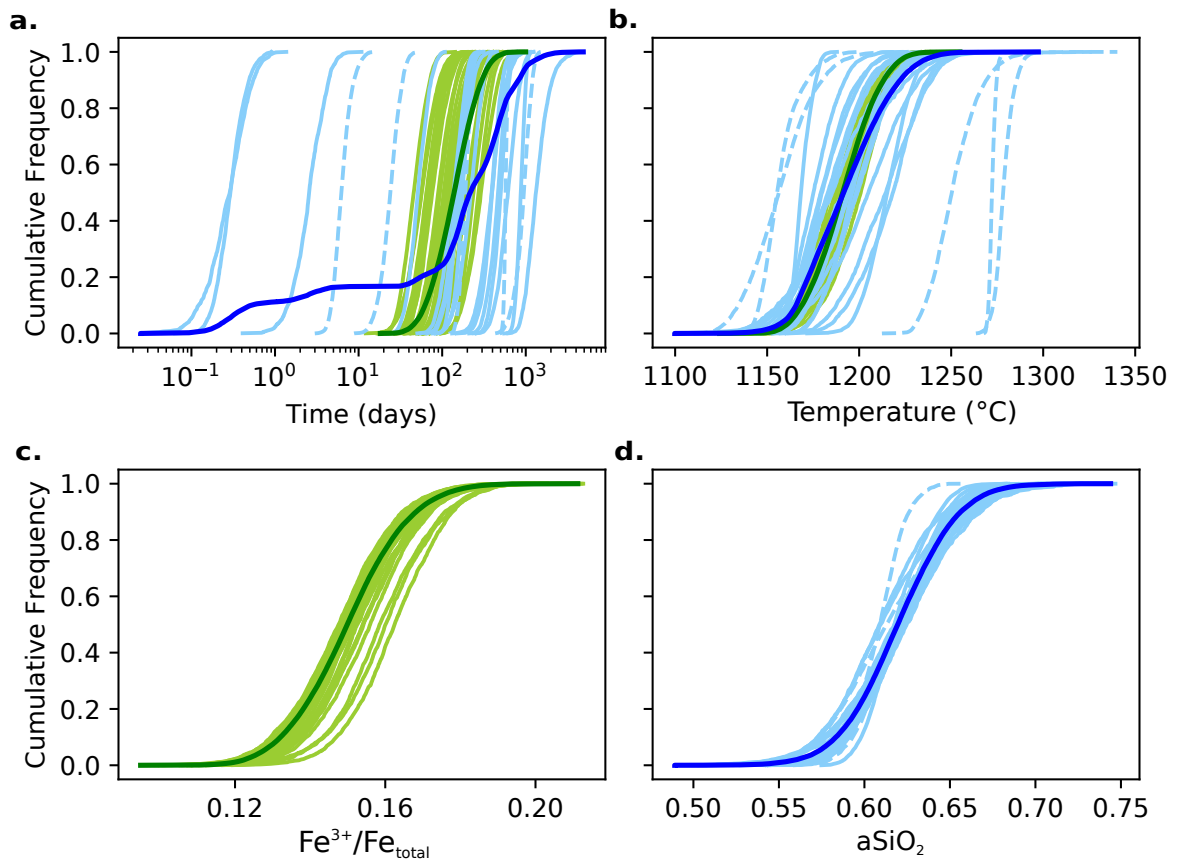 a.
b.
Cumulative Frequency
1.0
0.8
0.6
0.4
0.2
0.0
10⁻¹ 10⁰ 10¹ 10² 10³
Time (days)
1100 1150 1200 1250 1300 1350
Temperature (°C)
c.
d.
Cumulative Frequency
1.0
0.8
0.6
0.4
0.2
0.0
0.12 0.16 0.20
Fe³⁺/Fe_total
0.50 0.55 0.60 0.65 0.70 0.75
aSiO₂